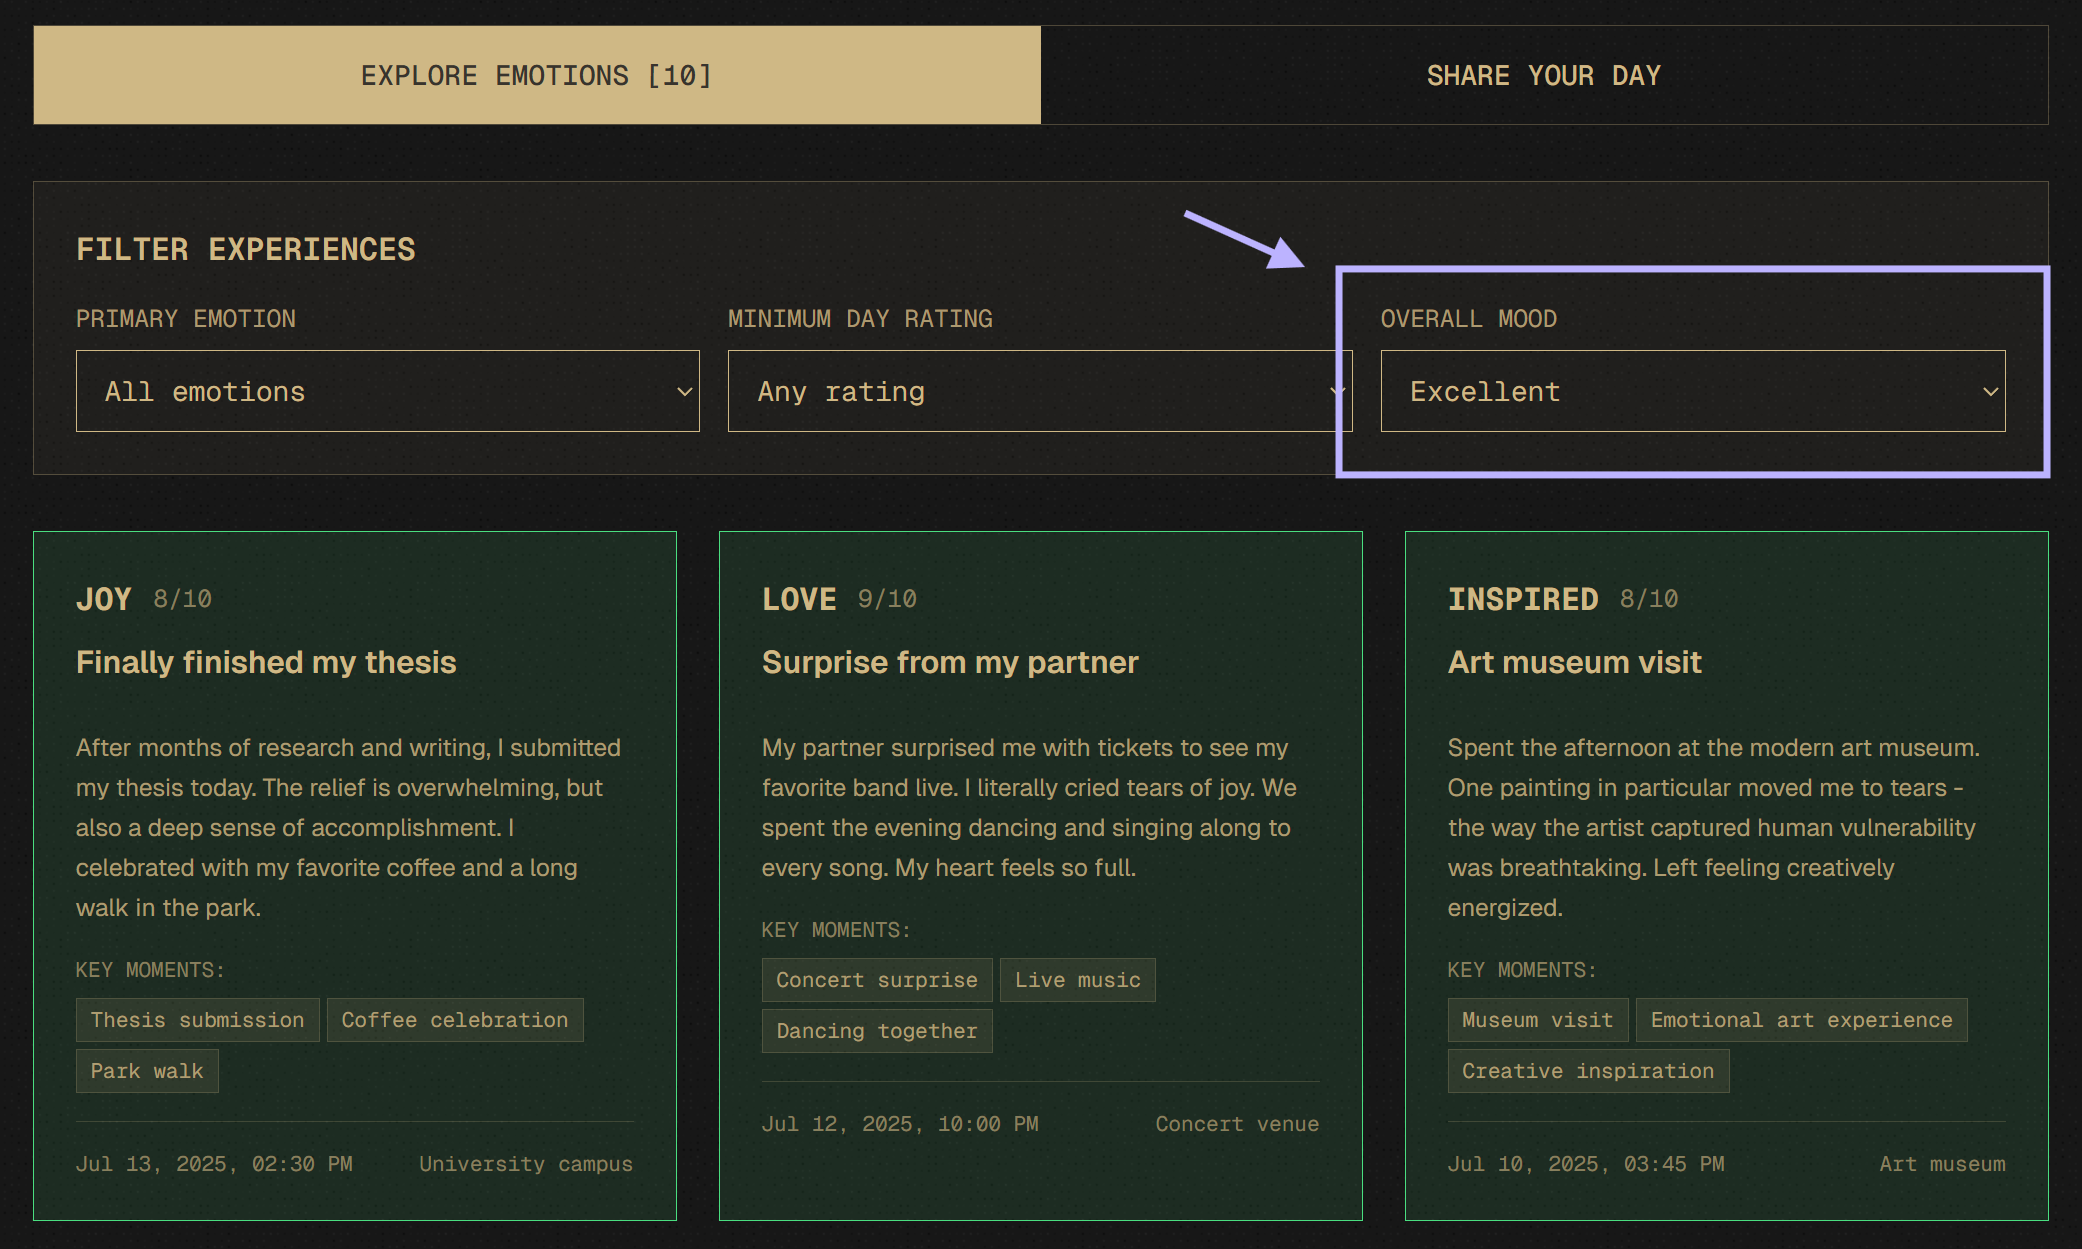 EXPLORE EMOTIONS [10]
SHARE YOUR DAY
FILTER EXPERIENCES
PRIMARY EMOTION
All emotions
MINIMUM DAY RATING
Any rating
OVERALL MOOD
Excellent
JOY 8/10
Finally finished my thesis
After months of research and writing, I submitted
my thesis today. The relief is overwhelming, but
also a deep sense of accomplishment. I
celebrated with my favorite coffee and a long
walk in the park.
KEY MOMENTS:
Thesis submission
Coffee celebration
Park walk
Jul 13, 2025, 02:30 PM
University campus
LOVE 9/10
Surprise from my partner
My partner surprised me with tickets to see my
favorite band live. I literally cried tears of joy. We
spent the evening dancing and singing along to
every song. My heart feels so full.
KEY MOMENTS:
Concert surprise
Live music
Dancing together
Jul 12, 2025, 10:00 PM
Concert venue
INSPIRED 8/10
Art museum visit
Spent the afternoon at the modern art museum.
One painting in particular moved me to tears -
the way the artist captured human vulnerability
was breathtaking. Left feeling creatively
energized.
KEY MOMENTS:
Museum visit
Emotional art experience
Creative inspiration
Jul 10, 2025, 03:45 PM
Art museum